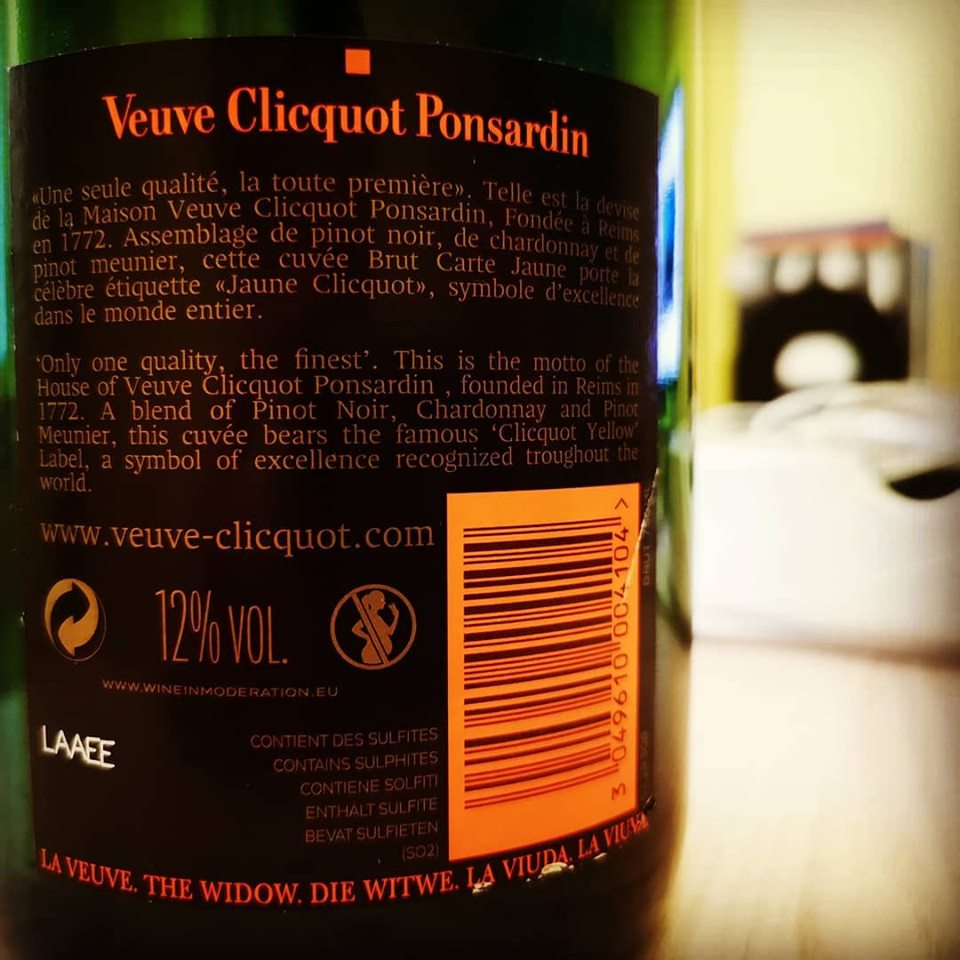 Veuve Clicquot Ponsardin
«Une seule qualité, la toute première». Telle est la devise
de la Maison Veuve Clicquot Ponsardin, Fondée à Reims
en 1772. Assemblage de pinot noir, de chardonnay et de
pinot meunier, cette cuvée Brut Carte Jaune porte la
célèbre étiquette «Jaune Clicquot», symbole d'excellence
dans le monde entier.
'Only one quality, the finest'. This is the motto of the
House of Veuve Clicquot Ponsardin , founded in Reims in
1772. A blend of Pinot Noir, Chardonnay and Pinot
Meunier, this cuvée bears the famous 'Clicquot Yellow'
Label, a symbol of excellence recognized troughout the
world.
www.veuve-clicquot.com
12% VOL.
WWW.WINEINMODERATION.EU
LAAEE
CONTIENT DES SULFITES
CONTAINS SULPHITES
CONTIENE SOLFITI
ENTHALT SULFITE
BEVAT SULFIETEN
(SO2)
3 049610 004104 >
BRUT
LA VEUVE. THE WIDOW. DIE WITWE. LA VIUDA. LA VIUVA.